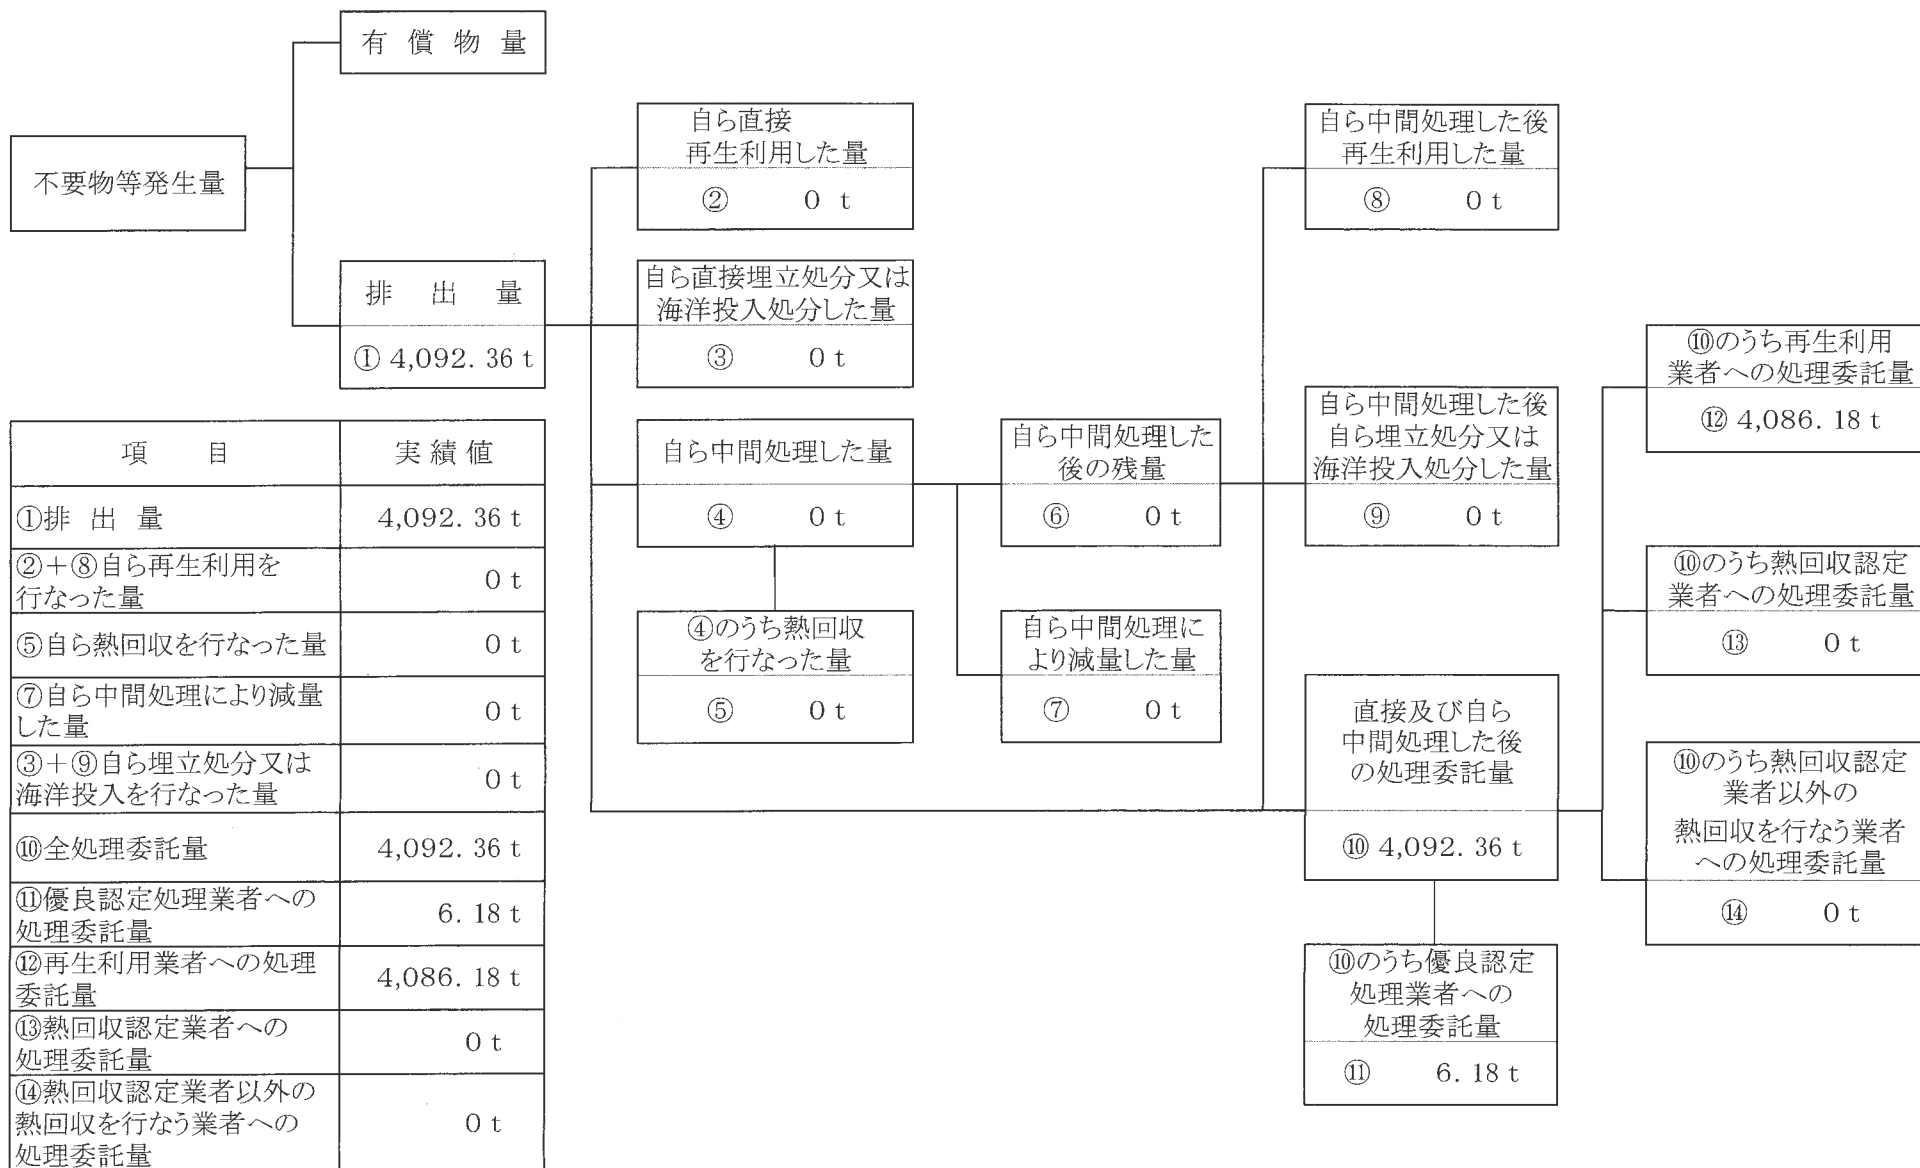 有 償 物 量
不要物等発生量
排 出 量
① 4,092. 36 t
自ら直接
再生利用した量
② 0 t
自ら直接埋立処分又は
海洋投入処分した量
③ 0 t
自ら中間処理した量
④ 0 t
④のうち熱回収
を行なった量
⑤ 0 t
自ら中間処理した
後の残量
⑥ 0 t
自ら中間処理に
より減量した量
⑦ 0 t
自ら中間処理した後
再生利用した量
⑧ 0 t
自ら中間処理した後
自ら埋立処分又は
海洋投入処分した量
⑨ 0 t
直接及び自ら
中間処理した後
の処理委託量
⑩ 4,092. 36 t
⑩のうち優良認定
処理業者への
処理委託量
⑪ 6. 18 t
⑩のうち再生利用
業者への処理委託量
⑫ 4,086. 18 t
⑩のうち熱回収認定
業者への処理委託量
⑬ 0 t
⑩のうち熱回収認定
業者以外の
熱回収を行なう業者
への処理委託量
⑭ 0 t
項 目 実績値
①排 出 量 4,092. 36 t
②+⑧自ら再生利用を
行なった量 0 t
⑤自ら熱回収を行なった量 0 t
⑦自ら中間処理により減量
した量 0 t
③+⑨自ら埋立処分又は
海洋投入を行なった量 0 t
⑩全処理委託量 4,092. 36 t
⑪優良認定処理業者への
処理委託量 6. 18 t
⑫再生利用業者への処理
委託量 4,086. 18 t
⑬熱回収認定業者への
処理委託量 0 t
⑭熱回収認定業者以外の
熱回収を行なう業者への
処理委託量 0 t